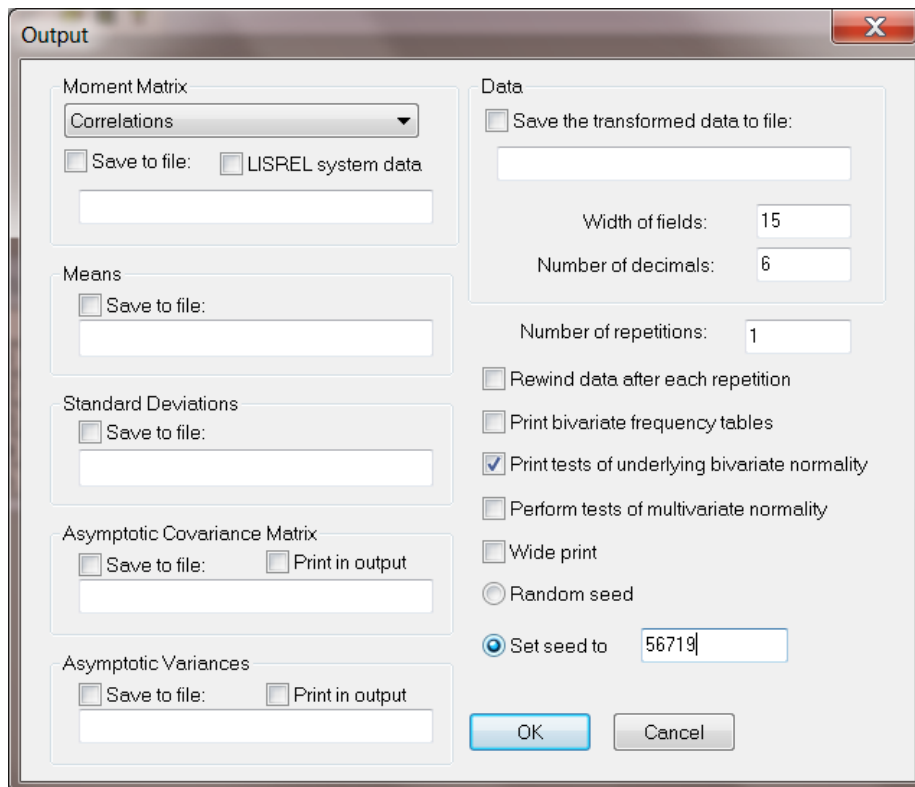 Output
X
Moment Matrix
Correlations
Save to file:
LISREL system data
Means
Save to file:
Standard Deviations
Save to file:
Asymptotic Covariance Matrix
Save to file:
Print in output
Asymptotic Variances
Save to file:
Print in output
Data
Save the transformed data to file:
Width of fields:
15
Number of decimals:
6
Number of repetitions:
1
Rewind data after each repetition
Print bivariate frequency tables
Print tests of underlying bivariate normality
Perform tests of multivariate normality
Wide print
Random seed
Set seed to
56719
OK
Cancel